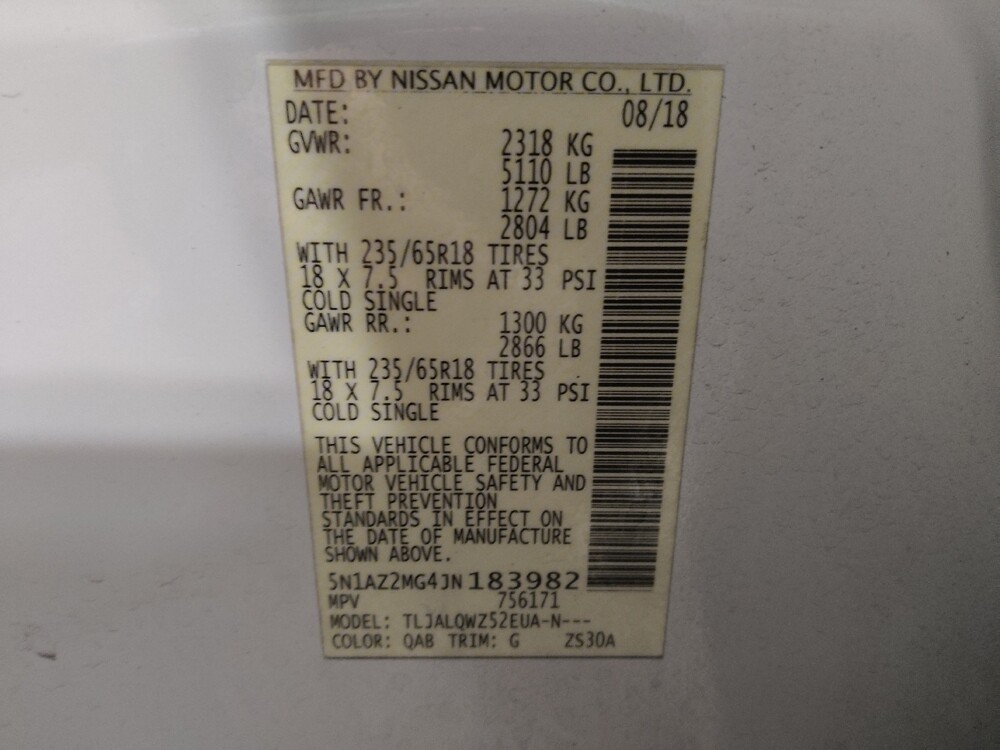 MFD BY NISSAN MOTOR CO., LTD.
DATE: 08/18
GVWR: 2318 KG
5110 LB
GAWR FR.: 1272 KG
2804 LB
WITH 235/65R18 TIRES
18 X 7.5 RIMS AT 33 PSI
COLD SINGLE
GAWR RR.: 1300 KG
2866 LB
WITH 235/65R18 TIRES
18 X 7.5 RIMS AT 33 PSI
COLD SINGLE
THIS VEHICLE CONFORMS TO
ALL APPLICABLE FEDERAL
MOTOR VEHICLE SAFETY AND
THEFT PREVENTION
STANDARDS IN EFFECT ON
THE DATE OF MANUFACTURE
SHOWN ABOVE.
5N1AZ2MG4JN183982
MPV 756171
MODEL: TLJALQWZ52EUA-N---
COLOR: QAB TRIM: G ZS30A